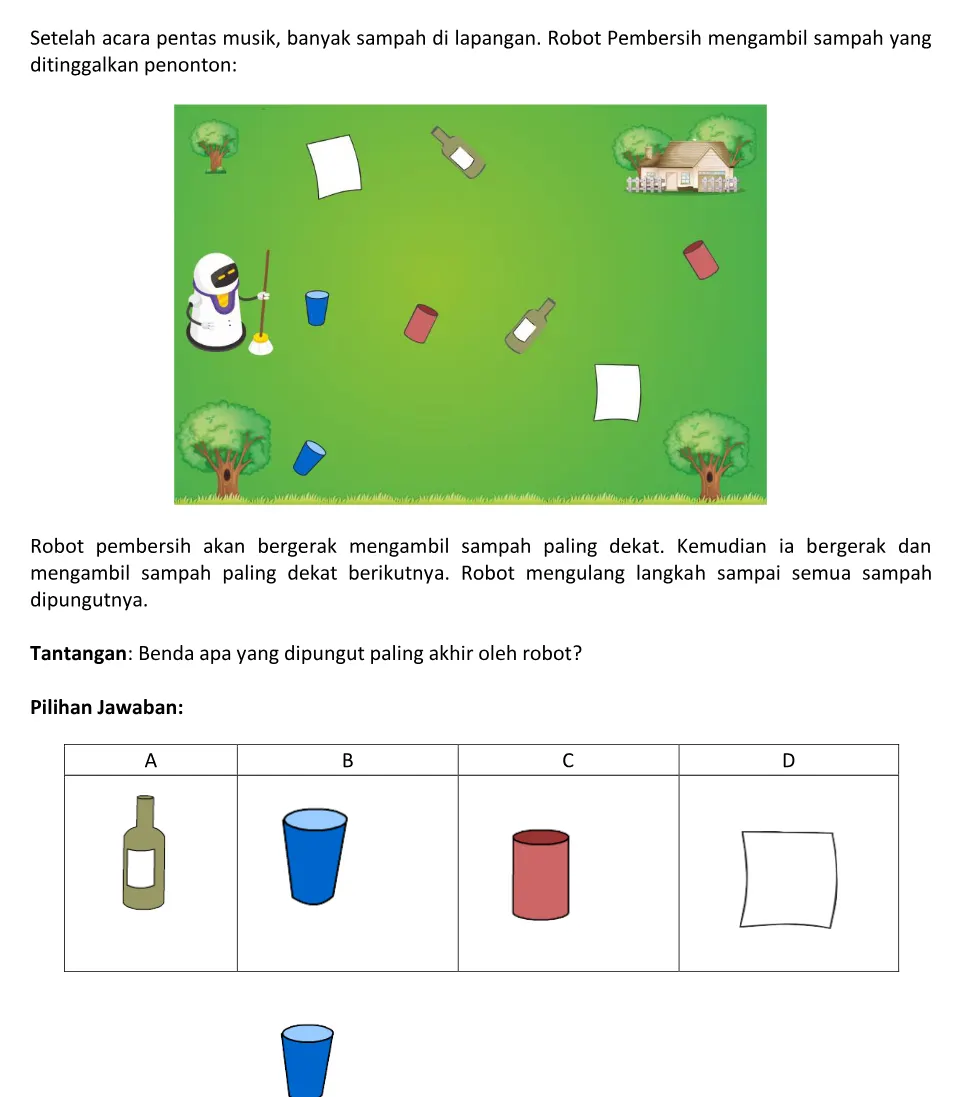 Setelah acara pentas musik, banyak sampah di lapangan. Robot Pembersih mengambil sampah yang
ditinggalkan penonton:
Robot pembersih akan bergerak mengambil sampah paling dekat. Kemudian ia bergerak dan
mengambil sampah paling dekat berikutnya. Robot mengulang langkah sampai semua sampah
dipungutnya.
Tantangan: Benda apa yang dipungut paling akhir oleh robot?
Pilihan Jawaban:
A B C D